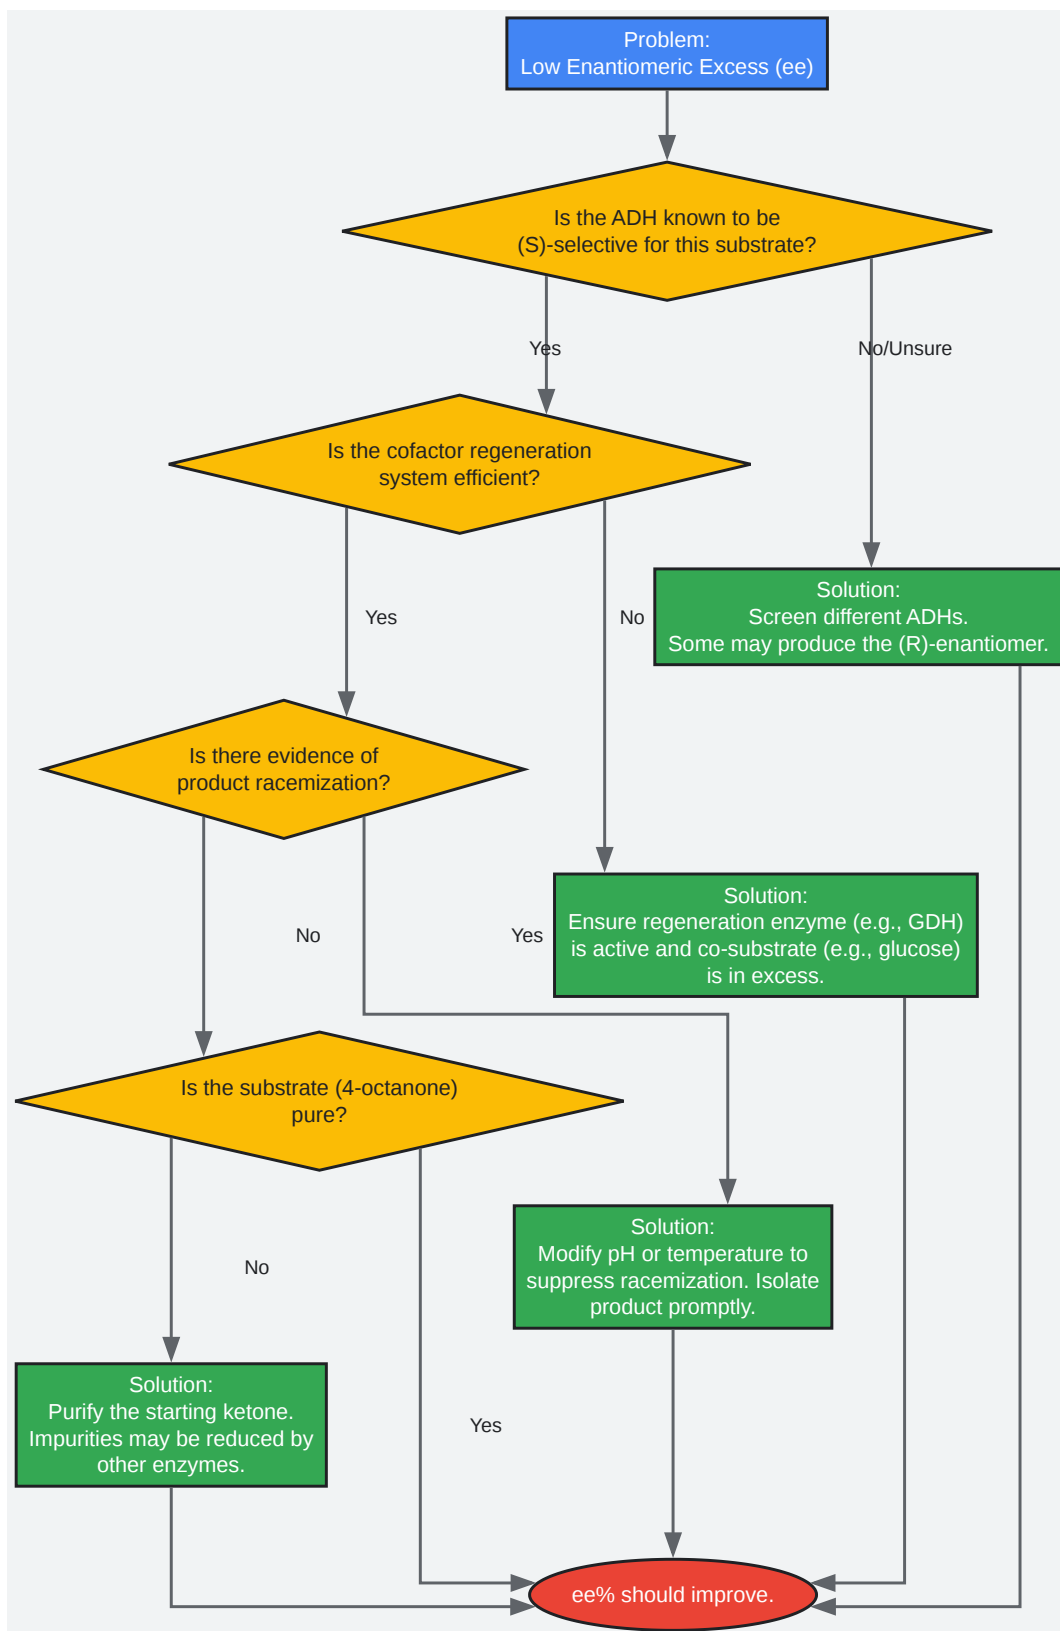 Problem:
Low Enantiomeric Excess (ee)
Is the ADH known to be
(S)-selective for this substrate?
Yes
No/Unsure
Is the cofactor regeneration
system efficient?
Solution:
Screen different ADHs.
Some may produce the (R)-enantiomer.
Yes
No
Is there evidence of
product racemization?
Solution:
Ensure regeneration enzyme (e.g., GDH)
is active and co-substrate (e.g., glucose)
is in excess.
No
Yes
Is the substrate (4-octanone)
pure?
Solution:
Modify pH or temperature to
suppress racemization. Isolate
product promptly.
No
Solution:
Purify the starting ketone.
Impurities may be reduced by
other enzymes.
Yes
ee% should improve.